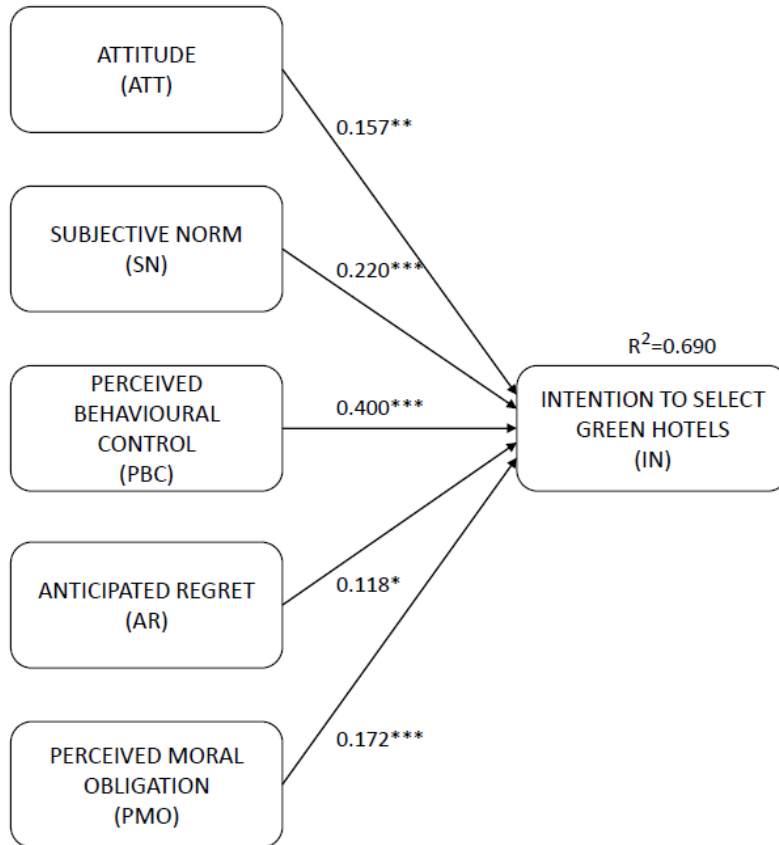 ATTITUDE
(ATT)
0.157**
SUBJECTIVE NORM
(SN)
0.220***
R²=0.690
PERCEIVED
BEHAVIOURAL
CONTROL
(PBC)
0.400***
INTENTION TO SELECT
GREEN HOTELS
(IN)
ANTICIPATED REGRET
(AR)
0.118*
PERCEIVED MORAL
OBLIGATION
(PMO)
0.172***